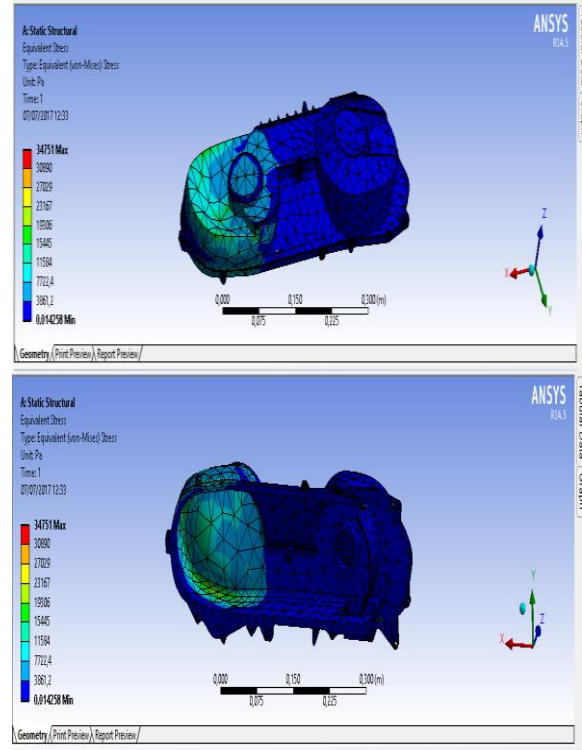 A: Static Structural
Equivalent Stress
Type: Equivalent (von-Mises) Stress
Unit: Pa
Time: 1
07/07/2017 12:33
34751 Max
30890
27029
23167
19306
15445
11584
7722,4
3861,2
0,014258 Min
ANSYS
R14.5
Z
X
Y
0,000
0,150
0,300 (m)
0,075
0,225
Geometry Print Preview Report Preview
A: Static Structural
Equivalent Stress
Type: Equivalent (von-Mises) Stress
Unit: Pa
Time: 1
07/07/2017 12:33
34751 Max
30890
27029
23167
19306
15445
11584
7722,4
3861,2
0,014258 Min
ANSYS
R14.5
Y
Z
X
0,000
0,150
0,300 (m)
0,075
0,225
Geometry Print Preview Report Preview
Tabular Data
Graph